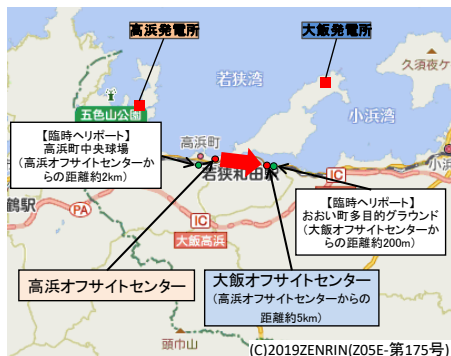 高浜発電所
大飯発電所
若狭湾
久須夜ケ
五色山公園
小浜湾
【臨時ヘリポート】
高浜町中央球場
（高浜オフサイトセンターか
らの距離約2km）
高浜町
若狭和田駅
小浜
【臨時ヘリポート】
おおい町多目的グラウンド
（大飯オフサイトセンター
からの距離約200m）
鶴駅
PA
IC
IC
大飯高浜
高浜オフサイトセンター
大飯オフサイトセンター
（高浜オフサイトセンターからの
距離約5km）
頭巾山
(C)2019ZENRIN(Z05E-第175号)